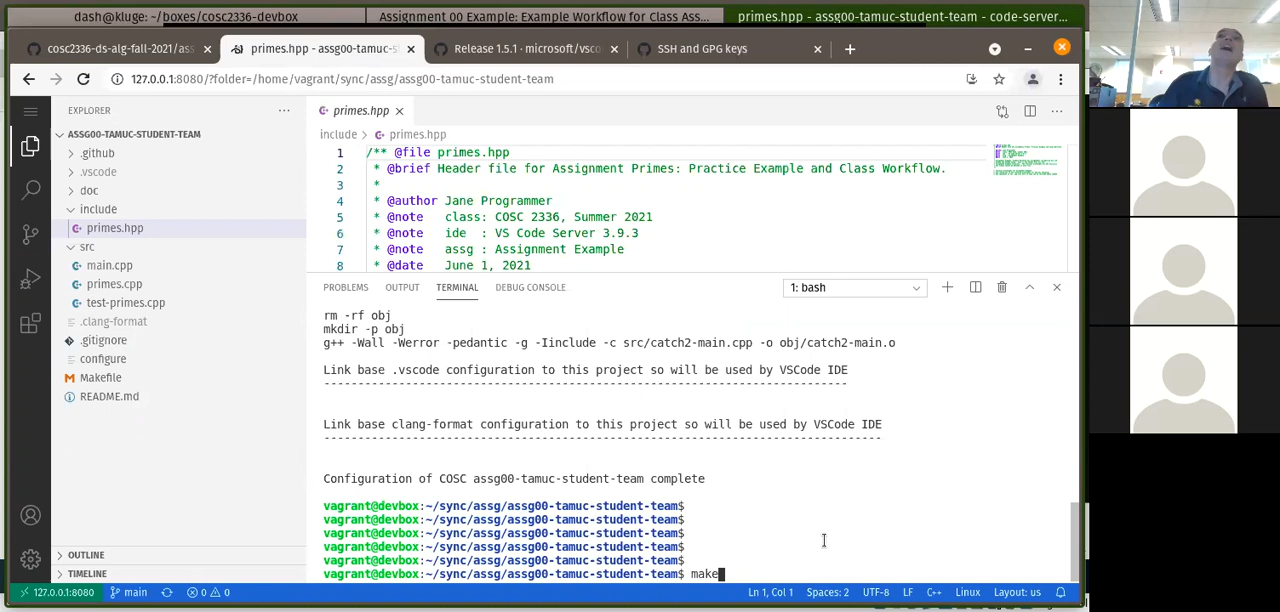 dash@kluge: ~/boxes/cosc2336-devbox
Assignment 00 Example: Example Workflow for Class Ass...
primes.hpp - assg00-tamuc-student-team - code-server...
cosc2336-ds-alg-fall-2021/ass
primes.hpp - assg00-tamuc-s
Release 1.5.1 · microsoft/vsco
SSH and GPG keys
127.0.0.1:8080/?folder=/home/vagrant/sync/assg/assg00-tamuc-student-team
EXPLORER
primes.hpp
ASSG00-TAMUC-STUDENT-TEAM
include > primes.hpp
.github
.vscode
doc
include
primes.hpp
src
main.cpp
primes.cpp
test-primes.cpp
.clang-format
.gitignore
configure
Makefile
README.md
OUTLINE
TIMELINE
1 /** @file primes.hpp
2 * @brief Header file for Assignment Primes: Practice Example and Class Workflow.
3 *
4 * @author Jane Programmer
5 * @note class: COSC 2336, Summer 2021
6 * @note ide : VS Code Server 3.9.3
7 * @note assg : Assignment Example
8 * @date June 1, 2021
PROBLEMS OUTPUT TERMINAL DEBUG CONSOLE 1: bash
rm -rf obj
mkdir -p obj
g++ -Wall -Werror -pedantic -g -Iinclude -c src/catch2-main.cpp -o obj/catch2-main.o
Link base .vscode configuration to this project so will be used by VSCode IDE
-----------------------------------------------------------------------------
Link base clang-format configuration to this project so will be used by VSCode IDE
----------------------------------------------------------------------------------
Configuration of COSC assg00-tamuc-student-team complete
vagrant@devbox:~/sync/assg/assg00-tamuc-student-team$
vagrant@devbox:~/sync/assg/assg00-tamuc-student-team$
vagrant@devbox:~/sync/assg/assg00-tamuc-student-team$
vagrant@devbox:~/sync/assg/assg00-tamuc-student-team$
vagrant@devbox:~/sync/assg/assg00-tamuc-student-team$
vagrant@devbox:~/sync/assg/assg00-tamuc-student-team$ make
127.0.0.1:8080 main 0 0 Ln 1, Col 1 Spaces: 2 UTF-8 LF C++ Linux Layout: us